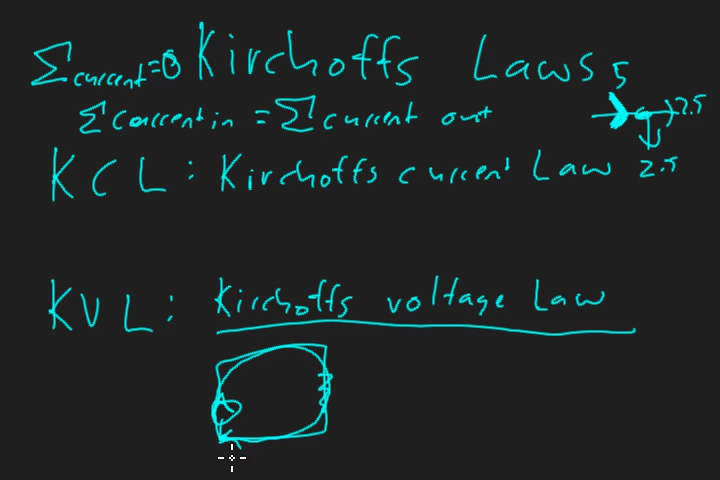 Kirchoffs Laws
Σcurrent=0
5
Σcurrent in = Σcurrent out
2.5
2.5
KCL: Kirchoffs current Law
KVL: Kirchoffs voltage Law